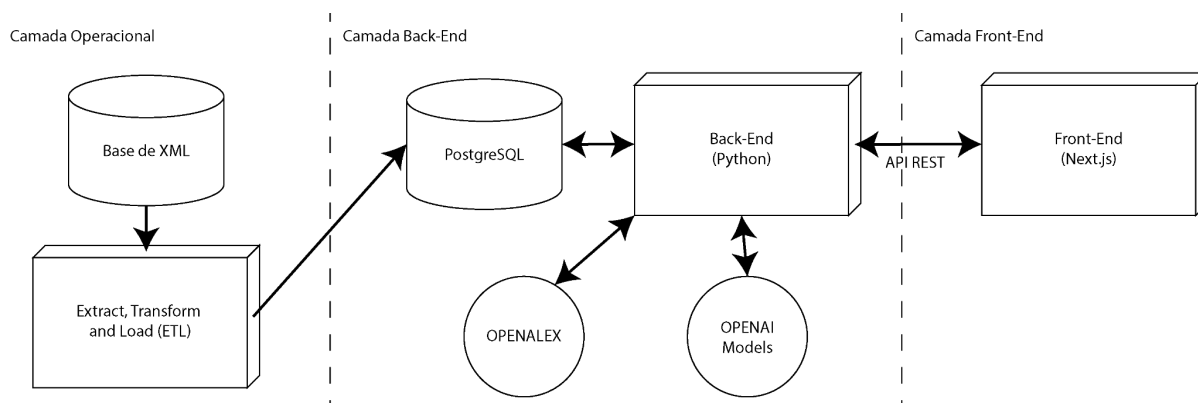 Camada Operacional
Base de XML
Extract, Transform
and Load (ETL)
Camada Back-End
PostgreSQL
Back-End
(Python)
OPENALEX
OPENAI
Models
API REST
Camada Front-End
Front-End
(Next.js)